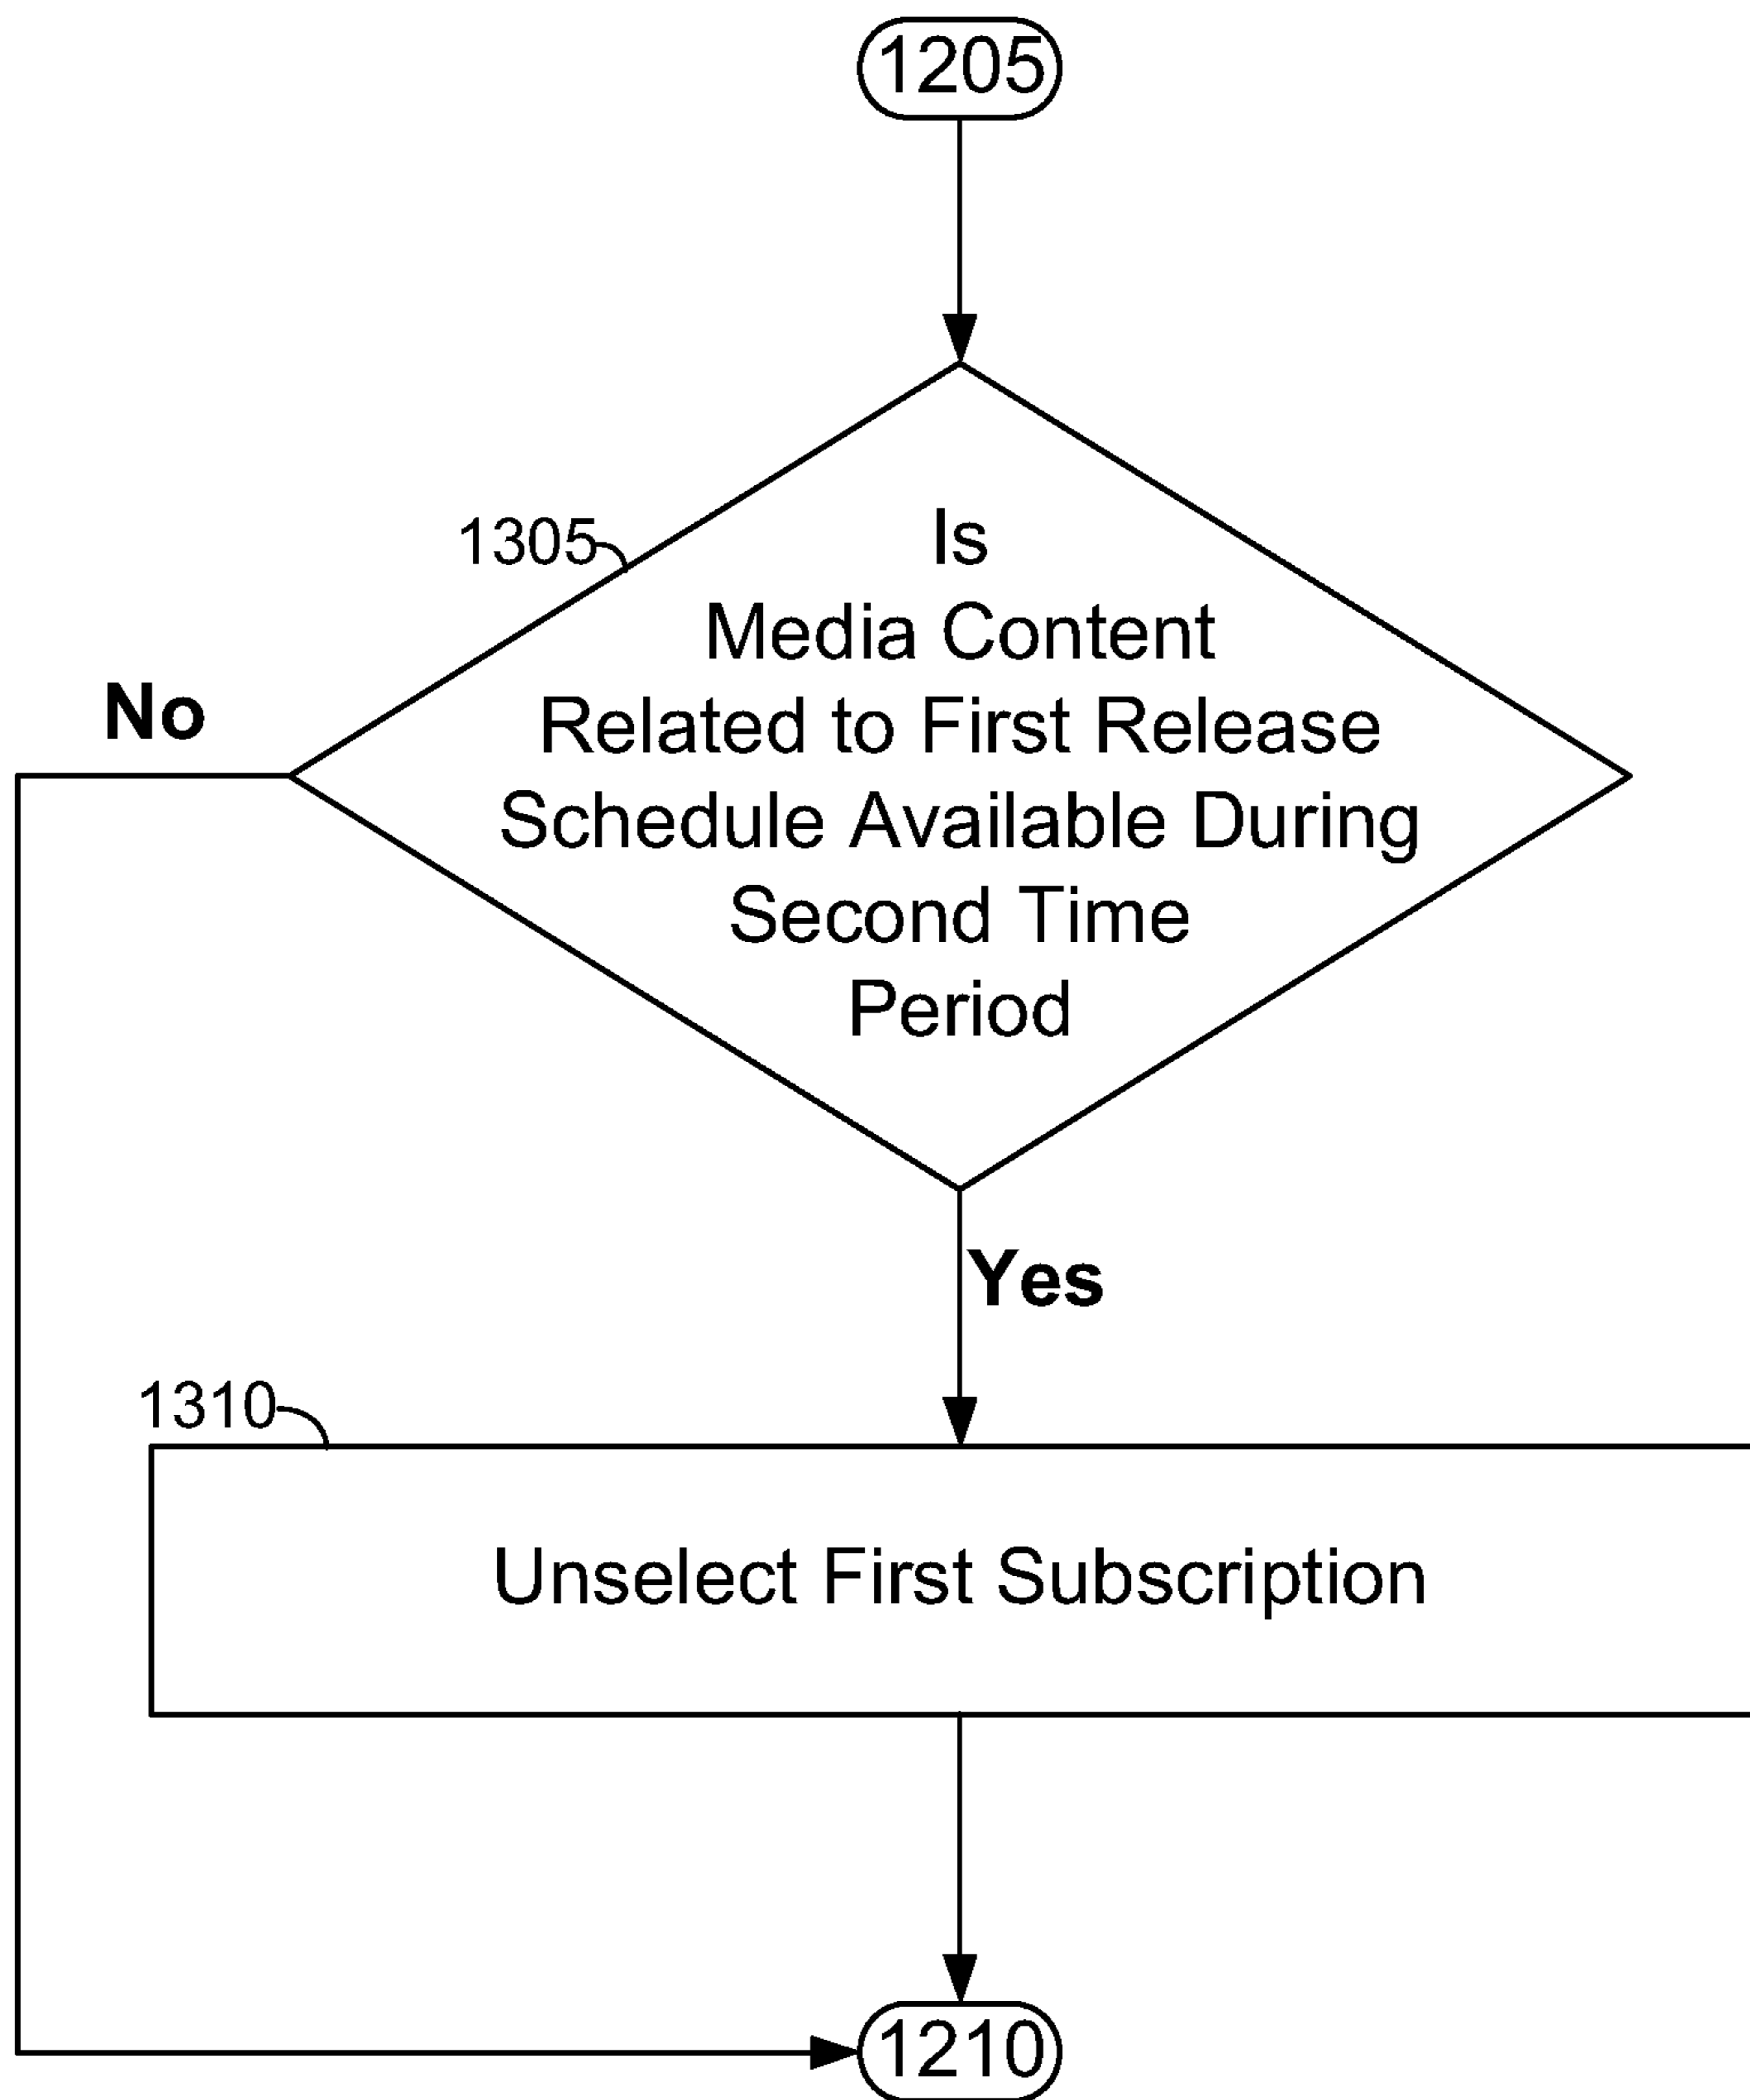 1205
1305
Is
Media Content
Related to First Release
Schedule Available During
Second Time
Period
No
Yes
1310
Unselect First Subscription
1210